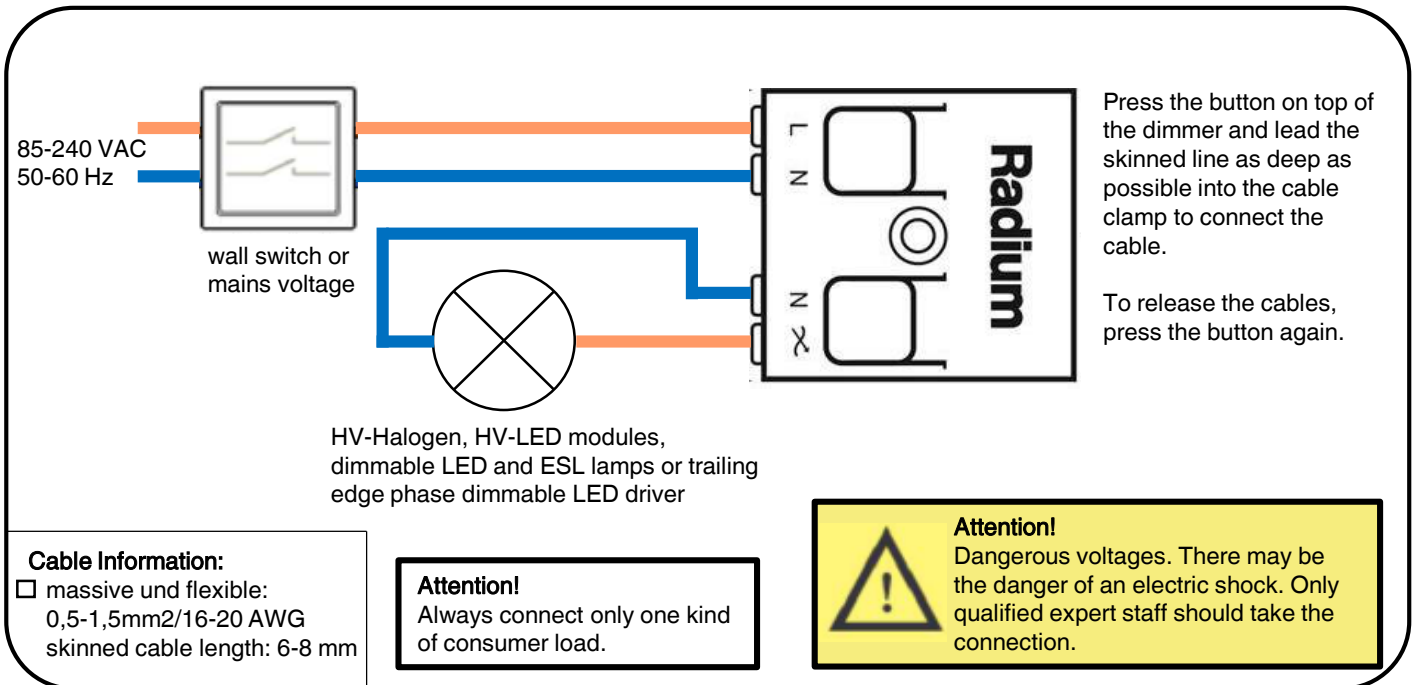 85-240 VAC
50-60 Hz
wall switch or
mains voltage
L
N
N
Radium
Press the button on top of
the dimmer and lead the
skinned line as deep as
possible into the cable
clamp to connect the
cable.
To release the cables,
press the button again.
HV-Halogen, HV-LED modules,
dimmable LED and ESL lamps or trailing
edge phase dimmable LED driver
Cable Information:
☐ massive und flexible:
0,5-1,5mm2/16-20 AWG
skinned cable length: 6-8 mm
Attention!
Always connect only one kind
of consumer load.
!
Attention!
Dangerous voltages. There may be
the danger of an electric shock. Only
qualified expert staff should take the
connection.